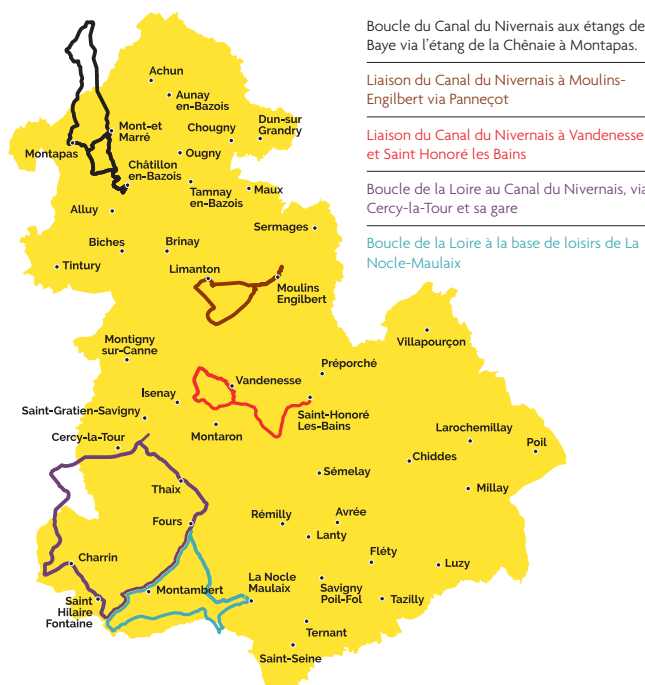 Boucle du Canal du Nivernais aux étangs de
Baye via l'étang de la Chênaie à Montapas.
Liaison du Canal du Nivernais à Moulins-
Engilbert via Panneçot
Liaison du Canal du Nivernais à Vandenesse
et Saint Honoré les Bains
Boucle de la Loire au Canal du Nivernais, via
Cercy-la-Tour et sa gare
Boucle de la Loire à la base de loisirs de La
Nocle-Maulaix
Achun
Aunay
en-Bazois
Mont-et
Marré
Chougny
Dun-sur
Grandry
Montapas
Ougny
Châtillon
en-Bazois
Tamnay
en-Bazois
Maux
Alluy
Sermages
Biches
Brinay
Tintury
Limanton
Moulins
Engilbert
Montigny
sur-Canne
Villapourçon
Préporché
Vandenesse
Isenay
Saint-Honoré
Les-Bains
Saint-Gratien-Savigny
Montaron
Cercy-la-Tour
Larochemillay
Poil
Chiddes
Sémelay
Thaix
Millay
Fours
Rémilly
Avrée
Lanty
Charrin
Fléty
Luzy
La Nocle
Maulaix
Montambert
Savigny
Poil-Fol
Tazilly
Saint
Hilaire
Fontaine
Ternant
Saint-Seine